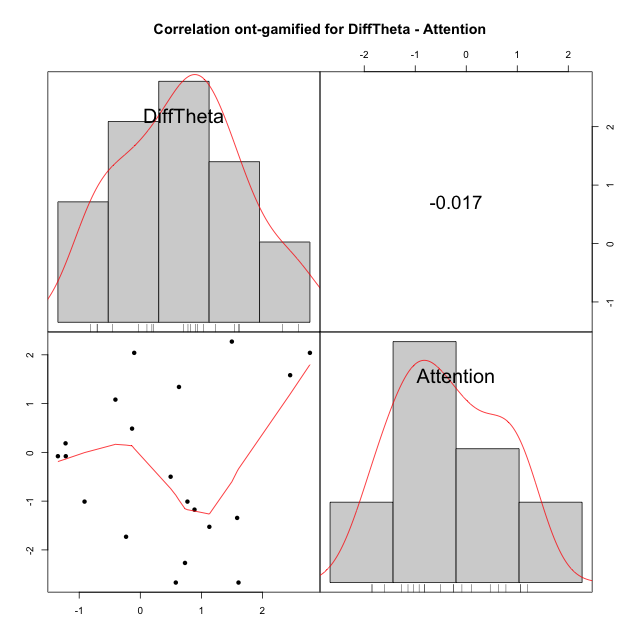 Correlation ont-gamified for DiffTheta - Attention
-2 -1 0 1 2
DiffTheta
2
1
0
-1
-0.017
2
1
0
-1
-2
Attention
-1 0 1 2